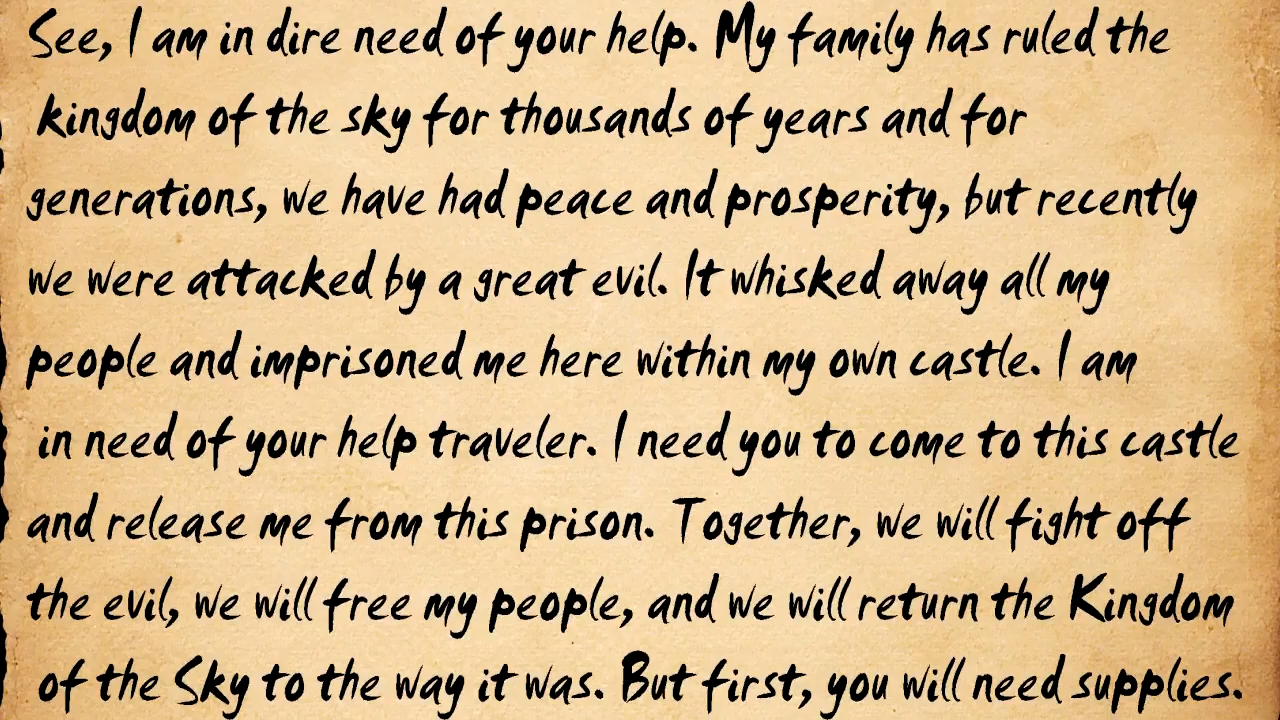 See, I am in dire need of your help. My family has ruled the
kingdom of the sky for thousands of years and for
generations, we have had peace and prosperity, but recently
we were attacked by a great evil. It whisked away all my
people and imprisoned me here within my own castle. I am
in need of your help traveler. I need you to come to this castle
and release me from this prison. Together, we will fight off
the evil, we will free my people, and we will return the Kingdom
of the Sky to the way it was. But first, you will need supplies.